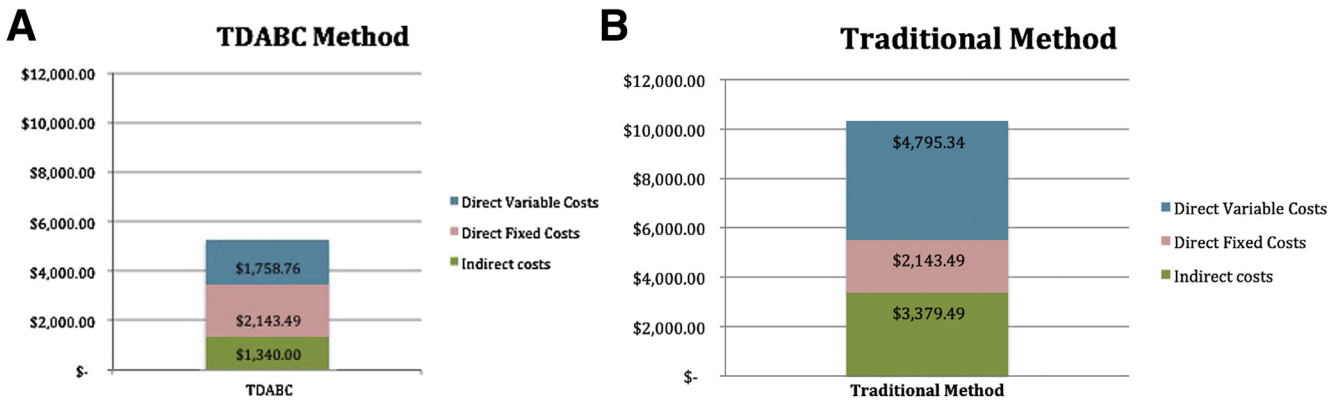 A
TDABC Method
$12,000.00
$10,000.00
$8,000.00
$6,000.00
$4,000.00
$2,000.00
$-
$1,758.76
$2,143.49
$1,340.00
TDABC
Direct Variable Costs
Direct Fixed Costs
Indirect costs
B
Traditional Method
$12,000.00
$10,000.00
$8,000.00
$6,000.00
$4,000.00
$2,000.00
$-
$4,795.34
$2,143.49
$3,379.49
Traditional Method
Direct Variable Costs
Direct Fixed Costs
Indirect costs